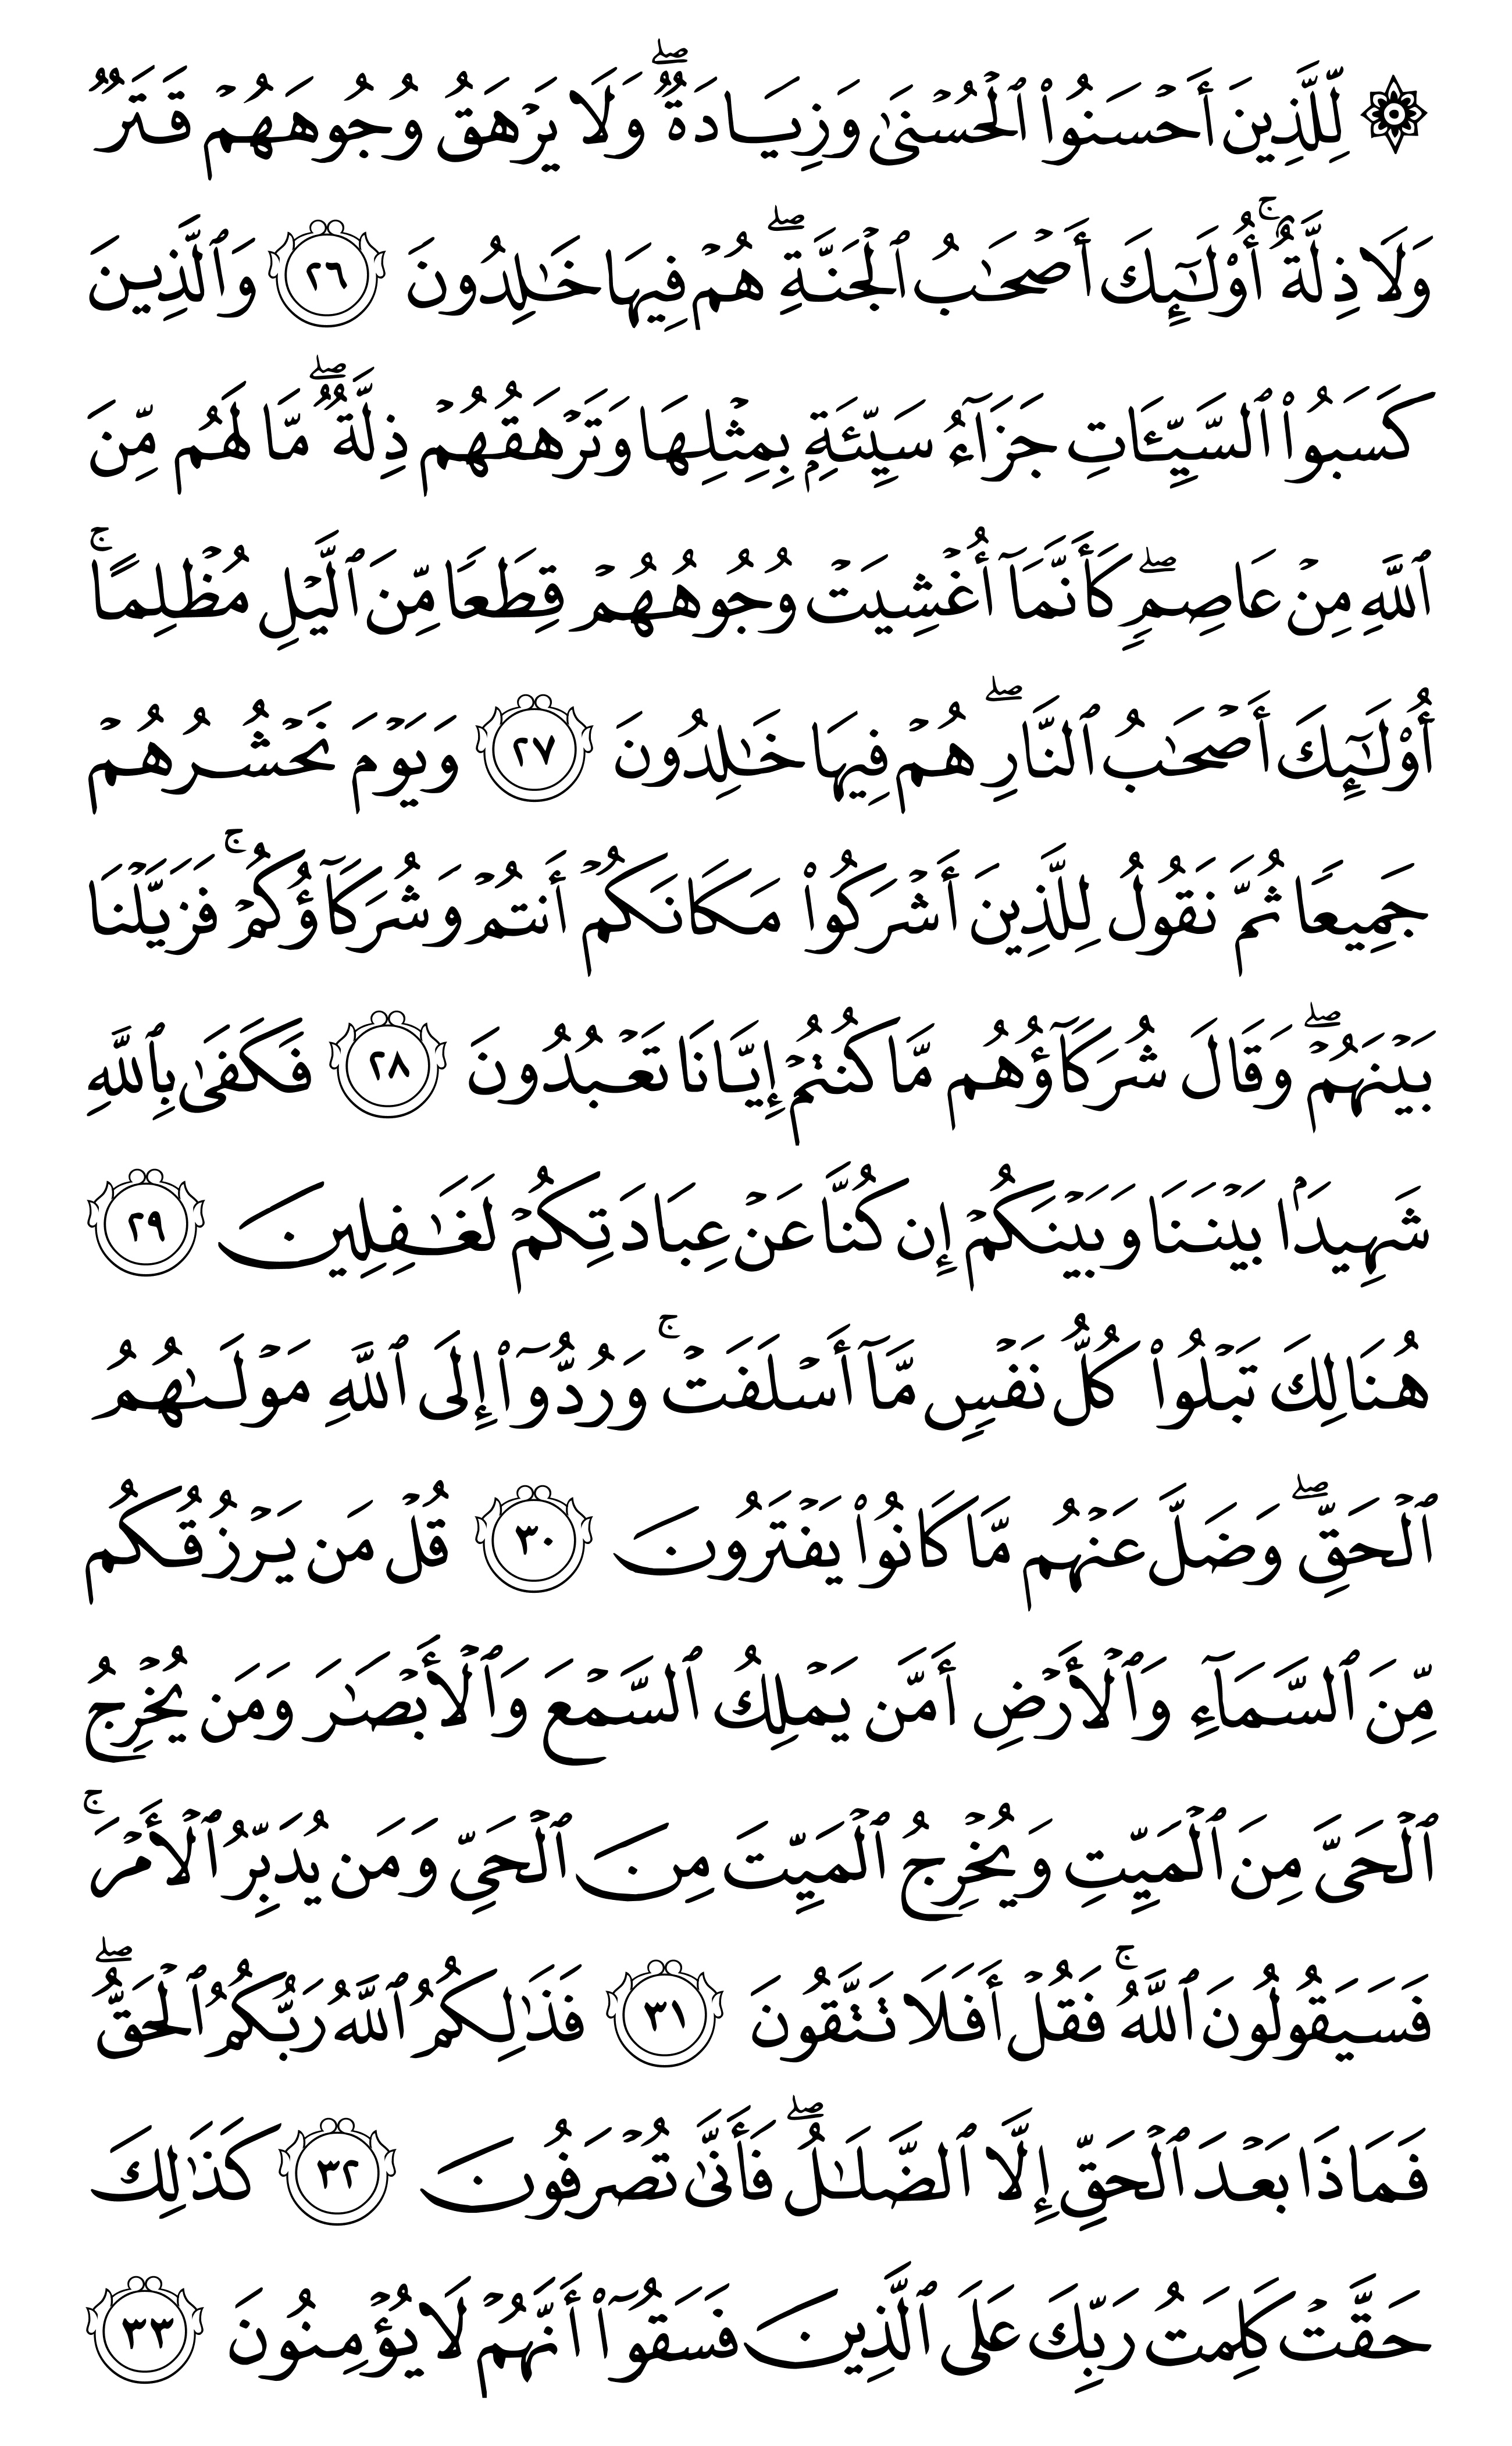 ۞ لِّلَّذِينَ أَحۡسَنُواْ ٱلۡحُسۡنَىٰ وَزِيَادَةٞۖ وَلَا يَرۡهَقُ وُجُوهَهُمۡ قَتَرٞ
وَلَا ذِلَّةٌۚ أُوْلَٰٓئِكَ أَصۡحَٰبُ ٱلۡجَنَّةِۖ هُمۡ فِيهَا خَٰلِدُونَ ٢٦ وَٱلَّذِينَ
كَسَبُواْ ٱلسَّيِّـَٔاتِ جَزَآءُ سَيِّئَةِۭ بِمِثۡلِهَا وَتَرۡهَقُهُمۡ ذِلَّةٞۖ مَّا لَهُم مِّنَ
ٱللَّهِ مِنۡ عَاصِمٖۖ كَأَنَّمَآ أُغۡشِيَتۡ وُجُوهُهُمۡ قِطَعٗا مِّنَ ٱلَّيۡلِ مُظۡلِمًاۚ
أُوْلَٰٓئِكَ أَصۡحَٰبُ ٱلنَّارِۖ هُمۡ فِيهَا خَٰلِدُونَ ٢٧ وَيَوۡمَ نَحۡشُرُهُمۡ
جَمِيعٗا ثُمَّ نَقُولُ لِلَّذِينَ أَشۡرَكُواْ مَكَانَكُمۡ أَنتُمۡ وَشُرَكَآؤُكُمۡۚ فَزَيَّلۡنَا
بَيۡنَهُمۡۖ وَقَالَ شُرَكَآؤُهُم مَّا كُنتُمۡ إِيَّانَا تَعۡبُدُونَ ٢٨ فَكَفَىٰ بِٱللَّهِ
شَهِيدَۢا بَيۡنَنَا وَبَيۡنَكُمۡ إِن كُنَّا عَنۡ عِبَادَتِكُمۡ لَغَٰفِلِينَ ٢٩
هُنَالِكَ تَبۡلُواْ كُلُّ نَفۡسٖ مَّآ أَسۡلَفَتۡۚ وَرُدُّوٓاْ إِلَى ٱللَّهِ مَوۡلَىٰهُمُ
ٱلۡحَقِّۖ وَضَلَّ عَنۡهُم مَّا كَانُواْ يَفۡتَرُونَ ٣٠ قُلۡ مَن يَرۡزُقُكُم
مِّنَ ٱلسَّمَآءِ وَٱلۡأَرۡضِ أَمَّن يَمۡلِكُ ٱلسَّمۡعَ وَٱلۡأَبۡصَٰرَ وَمَن يُخۡرِجُ
ٱلۡحَيَّ مِنَ ٱلۡمَيِّتِ وَيُخۡرِجُ ٱلۡمَيِّتَ مِنَ ٱلۡحَيِّ وَمَن يُدَبِّرُ ٱلۡأَمۡرَۚ
فَسَيَقُولُونَ ٱللَّهُۚ فَقُلۡ أَفَلَا تَتَّقُونَ ٣١ فَذَٰلِكُمُ ٱللَّهُ رَبُّكُمُ ٱلۡحَقُّۖ
فَمَاذَا بَعۡدَ ٱلۡحَقِّ إِلَّا ٱلضَّلَٰلُۖ فَأَنَّىٰ تُصۡرَفُونَ ٣٢ كَذَٰلِكَ
حَقَّتۡ كَلِمَتُ رَبِّكَ عَلَى ٱلَّذِينَ فَسَقُوٓاْ أَنَّهُمۡ لَا يُؤۡمِنُونَ ٣٣